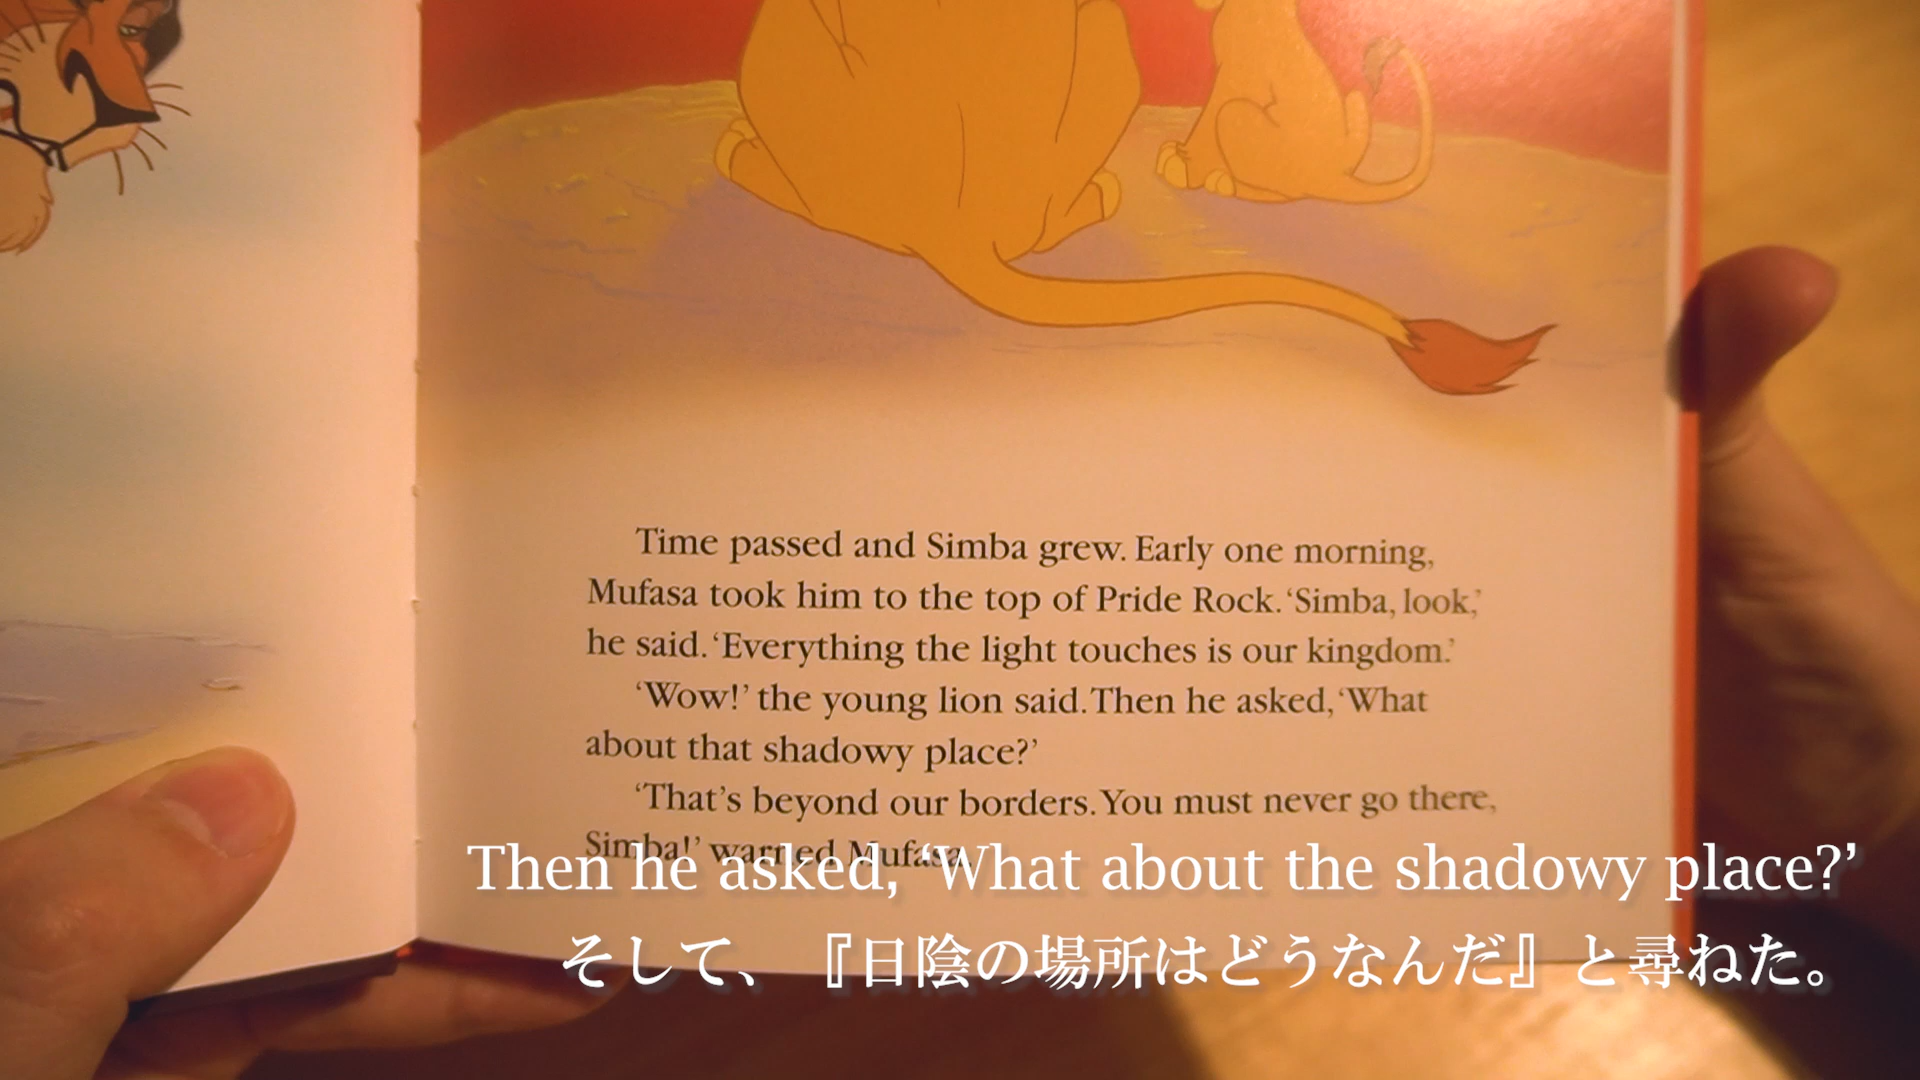 Time passed and Simba grew. Early one morning,
Mufasa took him to the top of Pride Rock. ‘Simba, look,’
he said. ‘Everything the light touches is our kingdom.’
‘Wow!’ the young lion said. Then he asked, ‘What
about that shadowy place?’
‘That’s beyond our borders. You must never go there,
Simba!’ warned Mufasa.
Then he asked, ‘What about the shadowy place?’
そして、『日陰の場所はどうなんだ』と尋ねた。